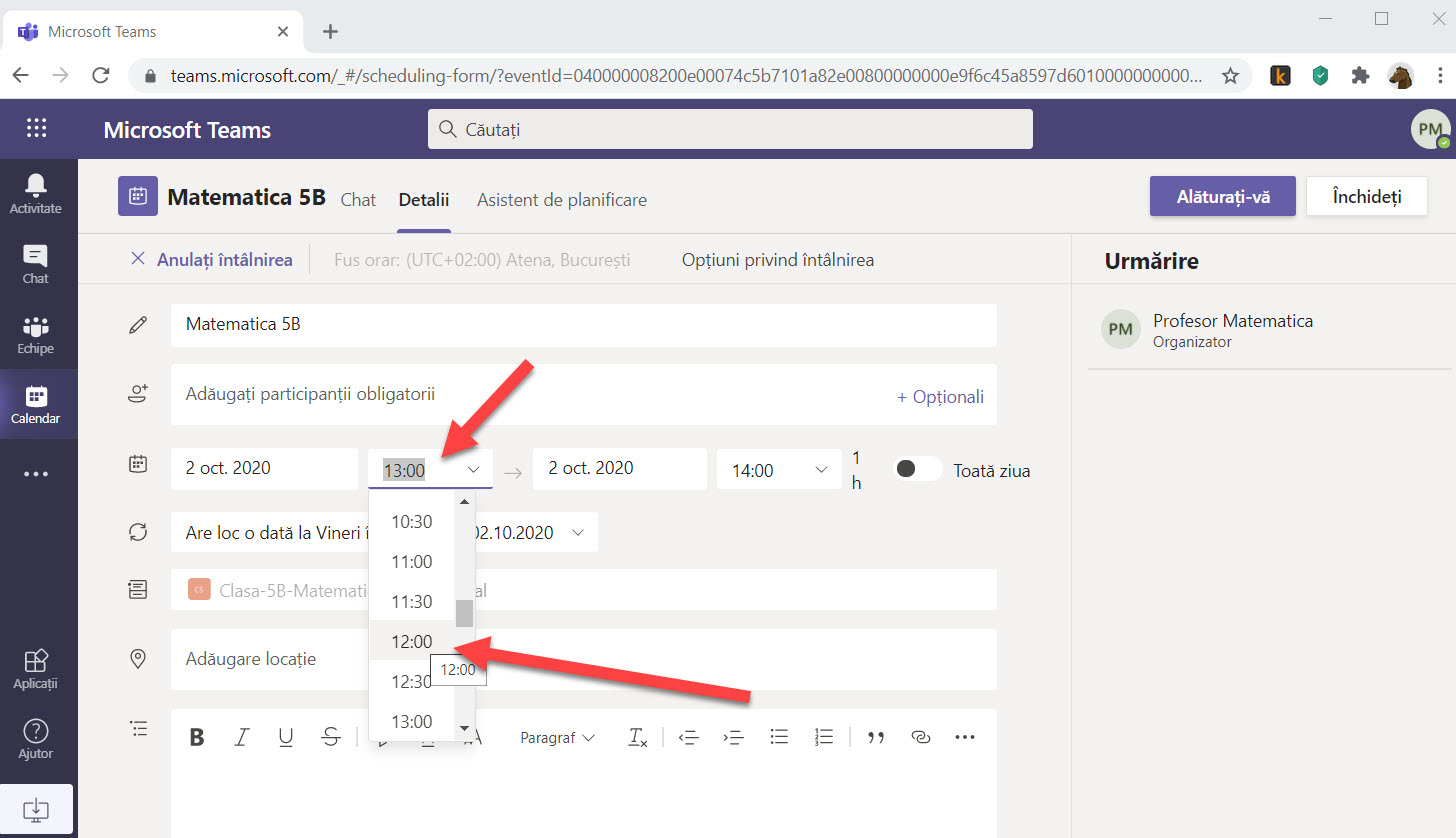 Microsoft Teams
teams.microsoft.com/_#/scheduling-form/?eventId=040000008200e00074c5b7101a82e00800000000e9f6c45a8597d6010000000000...
k
Microsoft Teams
Căutați
PM
Activitate
Chat
Echipe
Calendar
Aplicații
Ajutor
Matematica 5B
Chat
Detalii
Asistent de planificare
Alăturați-vă
Închideți
Anulați întâlnirea
Fus orar: (UTC+02:00) Atena, București
Opțiuni privind întâlnirea
Urmărire
PM
Profesor Matematica
Organizator
Matematica 5B
Adăugați participanții obligatorii
+ Opționali
2 oct. 2020
13:00
2 oct. 2020
14:00
1
h
Toată ziua
10:30
11:00
11:30
12:00
12:30
13:00
12:00
Are loc o dată la Vineri
02.10.2020
Clasa-5B-Matemati
Adăugare locație
B I U S
Paragraf